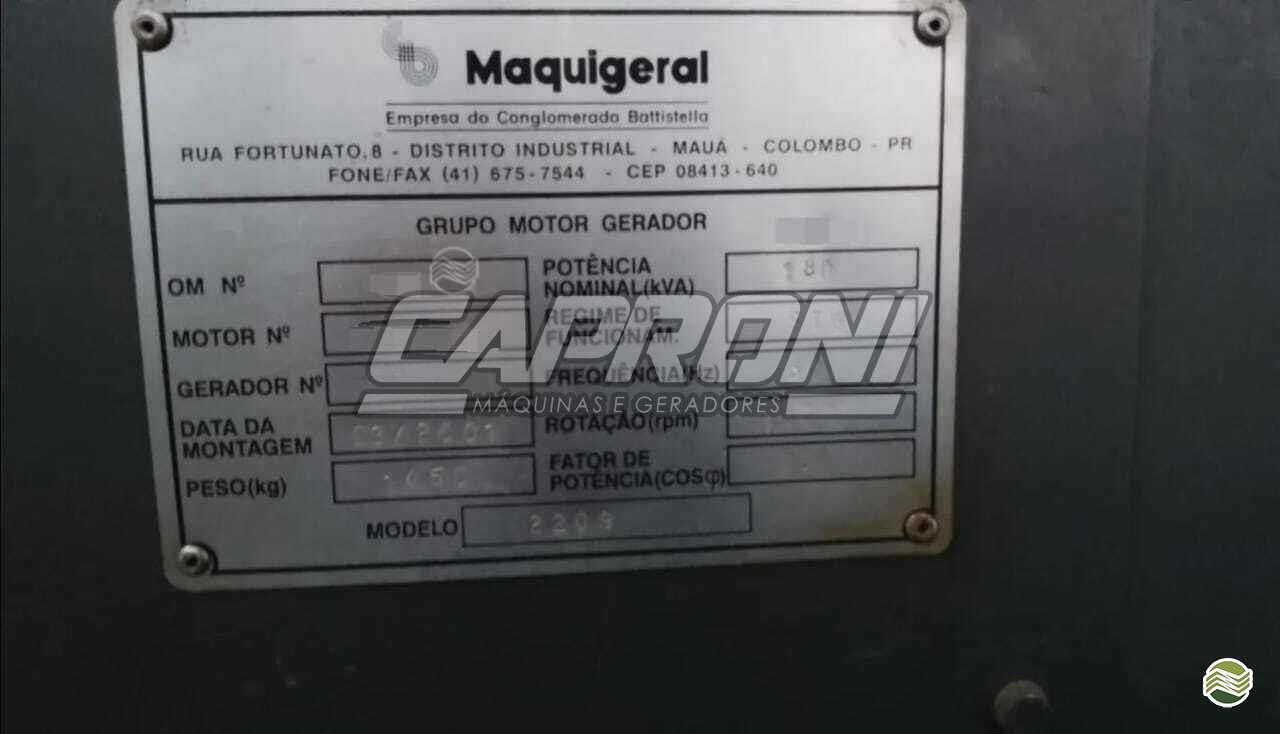 Maquigeral
Empresa do Conglomerado Battistella
RUA FORTUNATO, 8 - DISTRITO INDUSTRIAL - MAUÁ - COLOMBO - PR
FONE/FAX (41) 675-7544 - CEP 08413-640
GRUPO MOTOR GERADOR
OM Nº
POTÊNCIA NOMINAL(kVA) 180
MOTOR Nº
REGIME DE FUNCIONAM.
GERADOR Nº
FREQUÊNCIA(Hz)
CAPRONI
MÁQUINAS E GERADORES
DATA DA MONTAGEM
ROTAÇÃO(rpm)
PESO(kg) 1450
FATOR DE POTÊNCIA(COSφ)
MODELO 2209